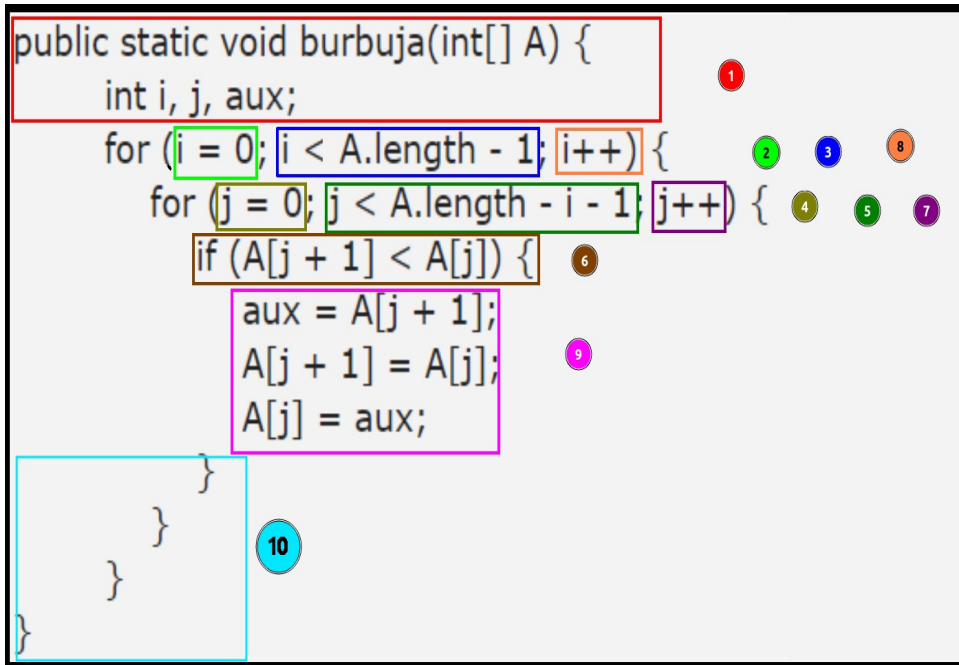 public static void burbuja(int[] A) {
1
int i, j, aux;
for (i = 0; i < A.length - 1; i++) { 2 3 8
for (j = 0; j < A.length - i - 1; j++) { 4 5 7
if (A[j + 1] < A[j]) { 6
aux = A[j + 1];
A[j + 1] = A[j]; 9
A[j] = aux;
}
} 10
}
}